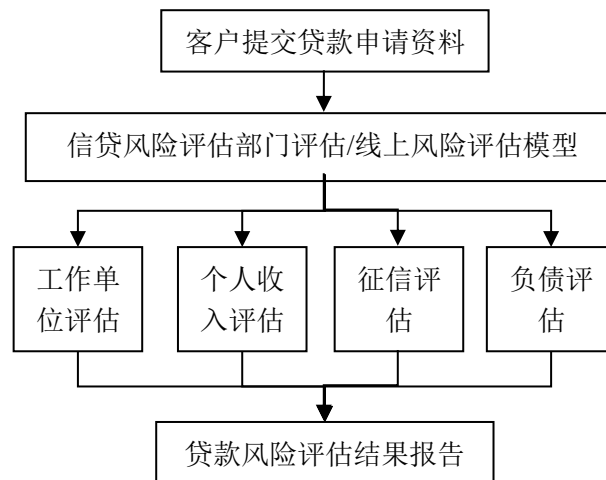 客户提交贷款申请资料
信贷风险评估部门评估/线上风险评估模型
工作单
位评估
个人收
入评估
征信评
估
负债评
估
贷款风险评估结果报告